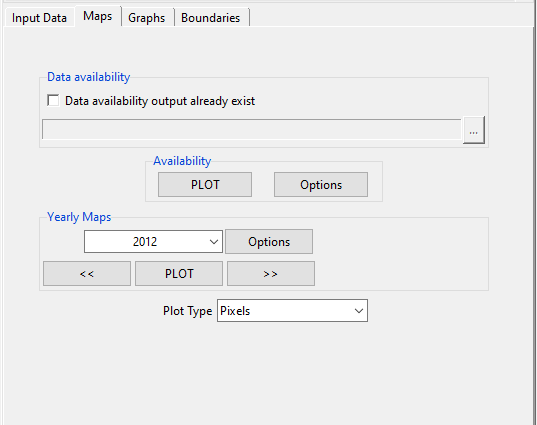 Input Data Maps Graphs Boundaries
Data availability
Data availability output already exist
...
Availability
PLOT Options
Yearly Maps
2012 Options
<< PLOT >>
Plot Type Pixels